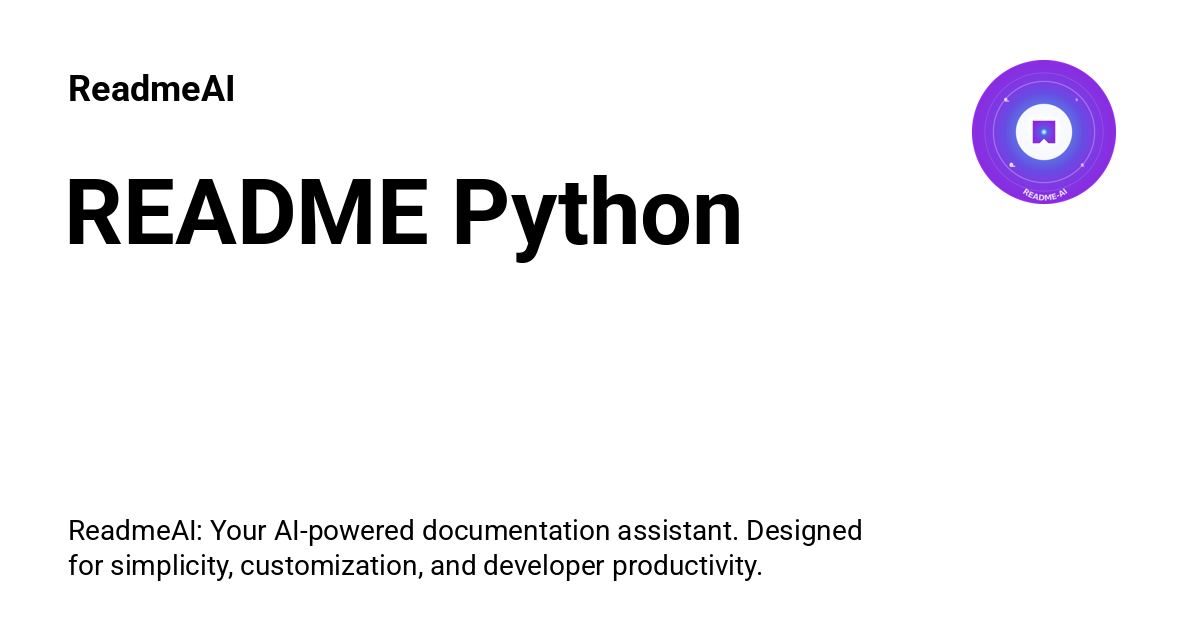 ReadmeAI
README-AI
README Python
ReadmeAI: Your AI-powered documentation assistant. Designed
for simplicity, customization, and developer productivity.